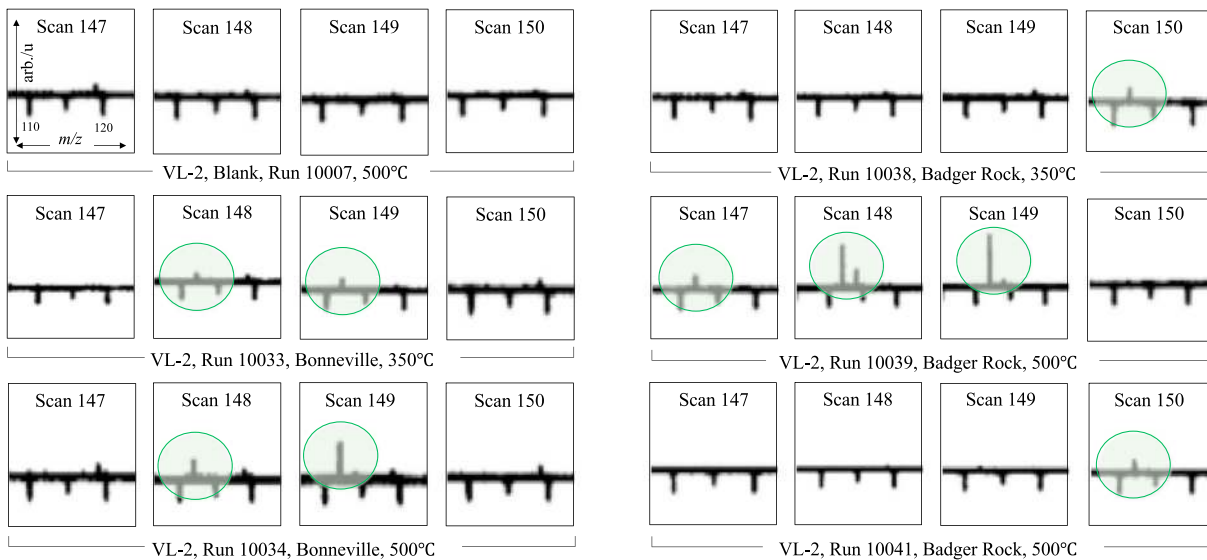 Scan 147 Scan 148 Scan 149 Scan 150
arb./u
110 120
m/z
VL-2, Blank, Run 10007, 500℃
Scan 147 Scan 148 Scan 149 Scan 150
VL-2, Run 10038, Badger Rock, 350℃
Scan 147 Scan 148 Scan 149 Scan 150
VL-2, Run 10033, Bonneville, 350℃
Scan 147 Scan 148 Scan 149 Scan 150
VL-2, Run 10039, Badger Rock, 500℃
Scan 147 Scan 148 Scan 149 Scan 150
VL-2, Run 10034, Bonneville, 500℃
Scan 147 Scan 148 Scan 149 Scan 150
VL-2, Run 10041, Badger Rock, 500℃